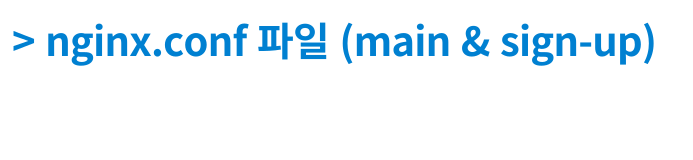 > nginx.conf 파일 (main & sign-up)